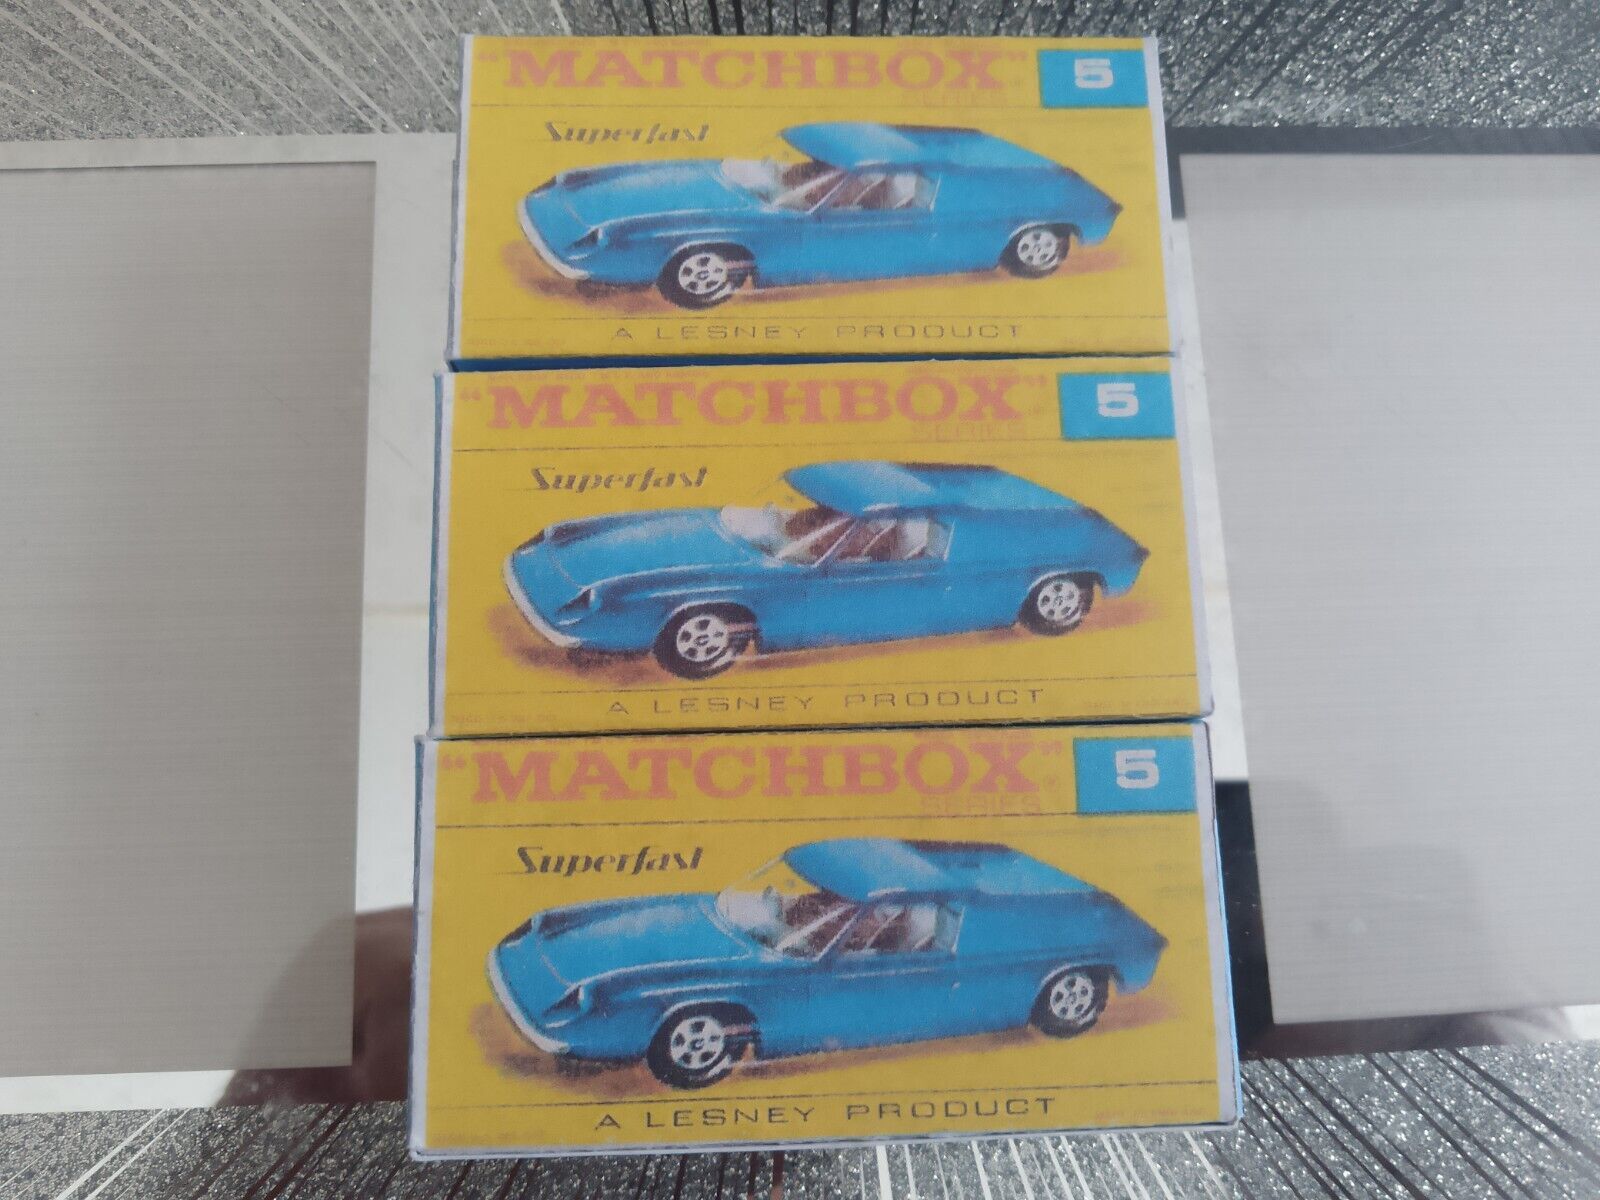 "MATCHBOX" 5
SERIES
Superfast
A LESNEY PRODUCT
"MATCHBOX" 5
SERIES
Superfast
A LESNEY PRODUCT
"MATCHBOX" 5
SERIES
Superfast
A LESNEY PRODUCT